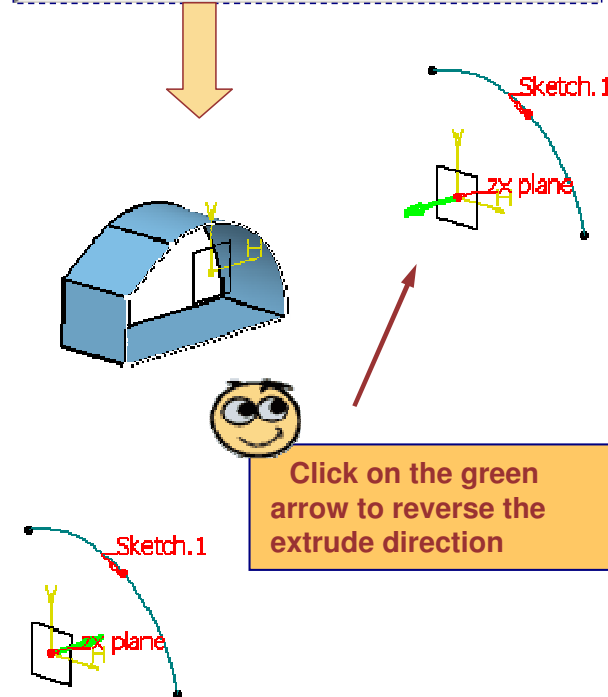 Sketch.1
V
zx plane
H
V
H
Click on the green
arrow to reverse the
extrude direction
Sketch.1
V
zx plane
H